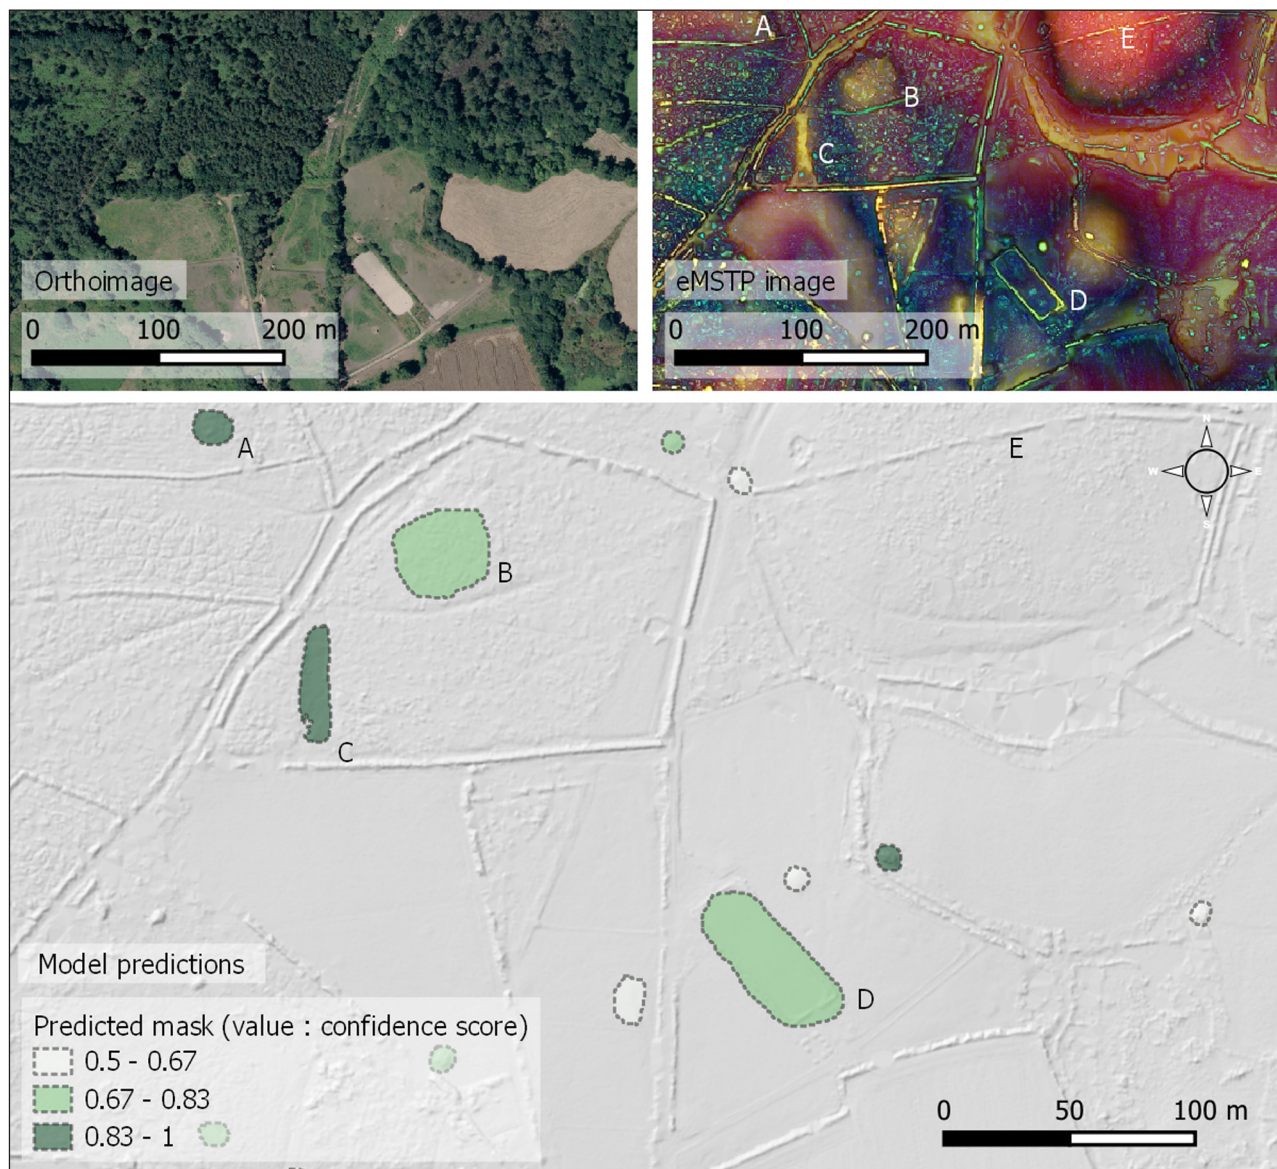 Orthoimage
0 100 200 m
A
B
C
D
E
eMSTP image
0 100 200 m
A
B
C
D
E
N
W E
S
Model predictions
Predicted mask (value : confidence score)
0.5 - 0.67
0.67 - 0.83
0.83 - 1
0 50 100 m